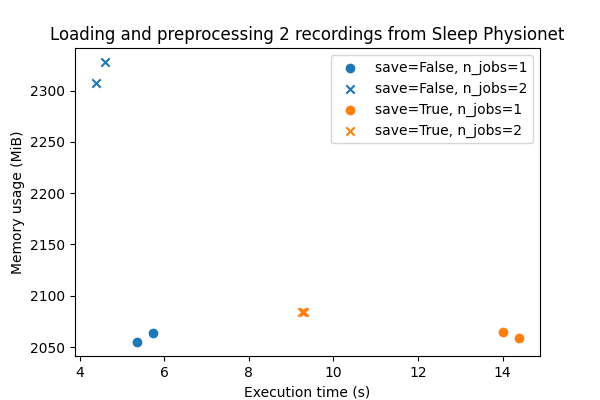 Loading and preprocessing 2 recordings from Sleep Physionet
save=False, n_jobs=1
save=False, n_jobs=2
save=True, n_jobs=1
save=True, n_jobs=2
Memory usage (MiB)
2300
2250
2200
2150
2100
2050
4 6 8 10 12 14
Execution time (s)